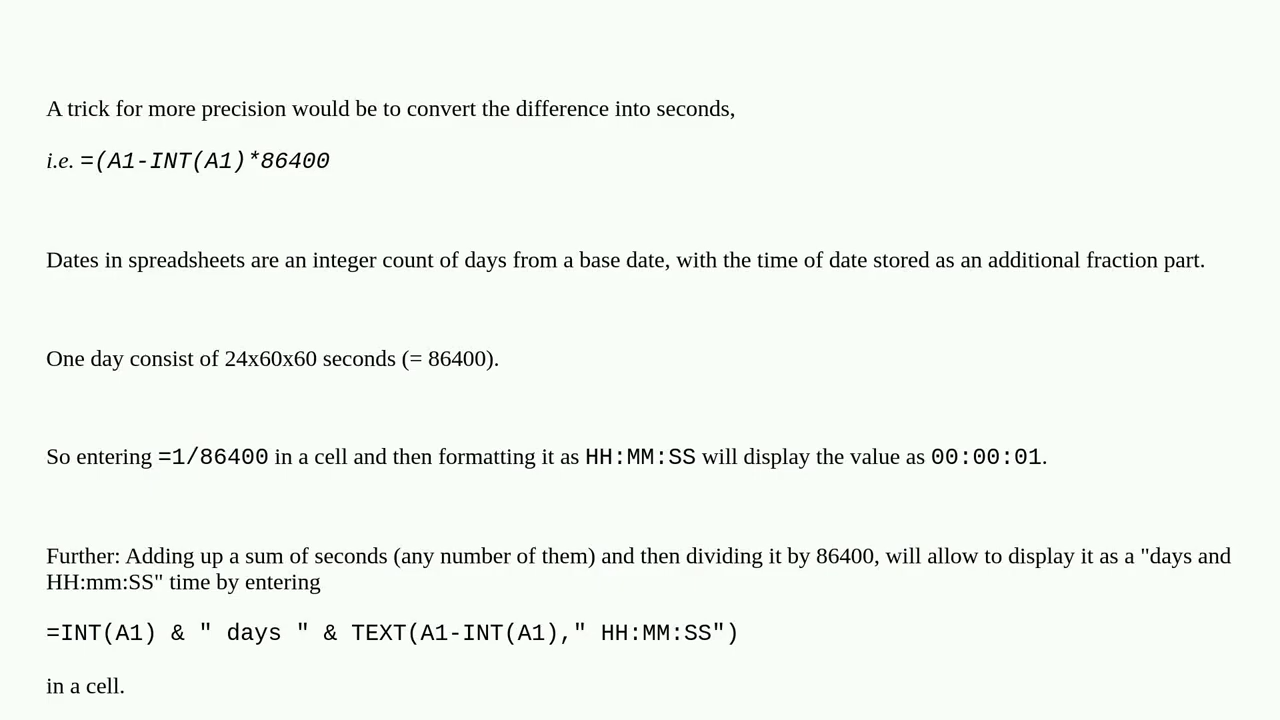 A trick for more precision would be to convert the difference into seconds,
i.e. =(A1-INT(A1)*86400
Dates in spreadsheets are an integer count of days from a base date, with the time of date stored as an additional fraction part.
One day consist of 24x60x60 seconds (= 86400).
So entering =1/86400 in a cell and then formatting it as HH:MM:SS will display the value as 00:00:01.
Further: Adding up a sum of seconds (any number of them) and then dividing it by 86400, will allow to display it as a "days and
HH:mm:SS" time by entering
=INT(A1) & " days " & TEXT(A1-INT(A1)," HH:MM:SS")
in a cell.